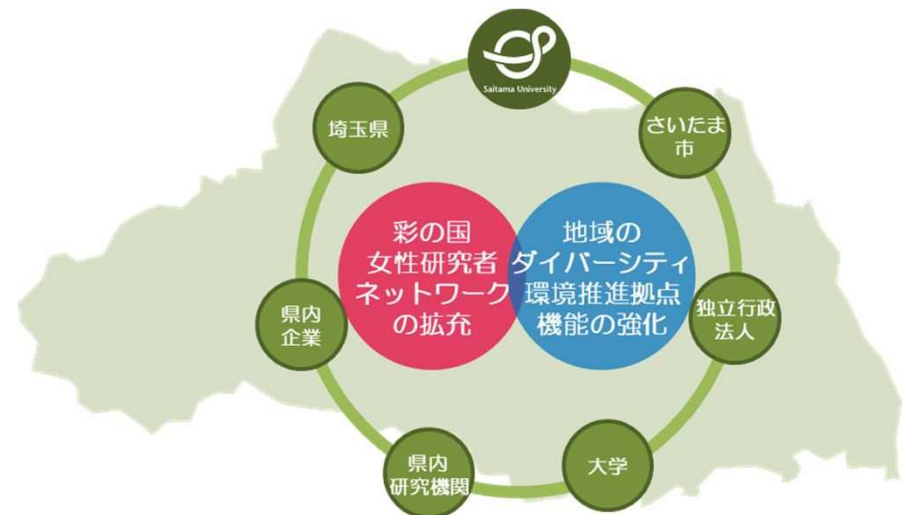 Saitama University
埼玉県
さいたま
市
彩の国
女性研究者
ネットワーク
の拡充
地域の
ダイバーシティ
環境推進拠点
機能の強化
県内
企業
独立行政
法人
県内
研究機関
大学